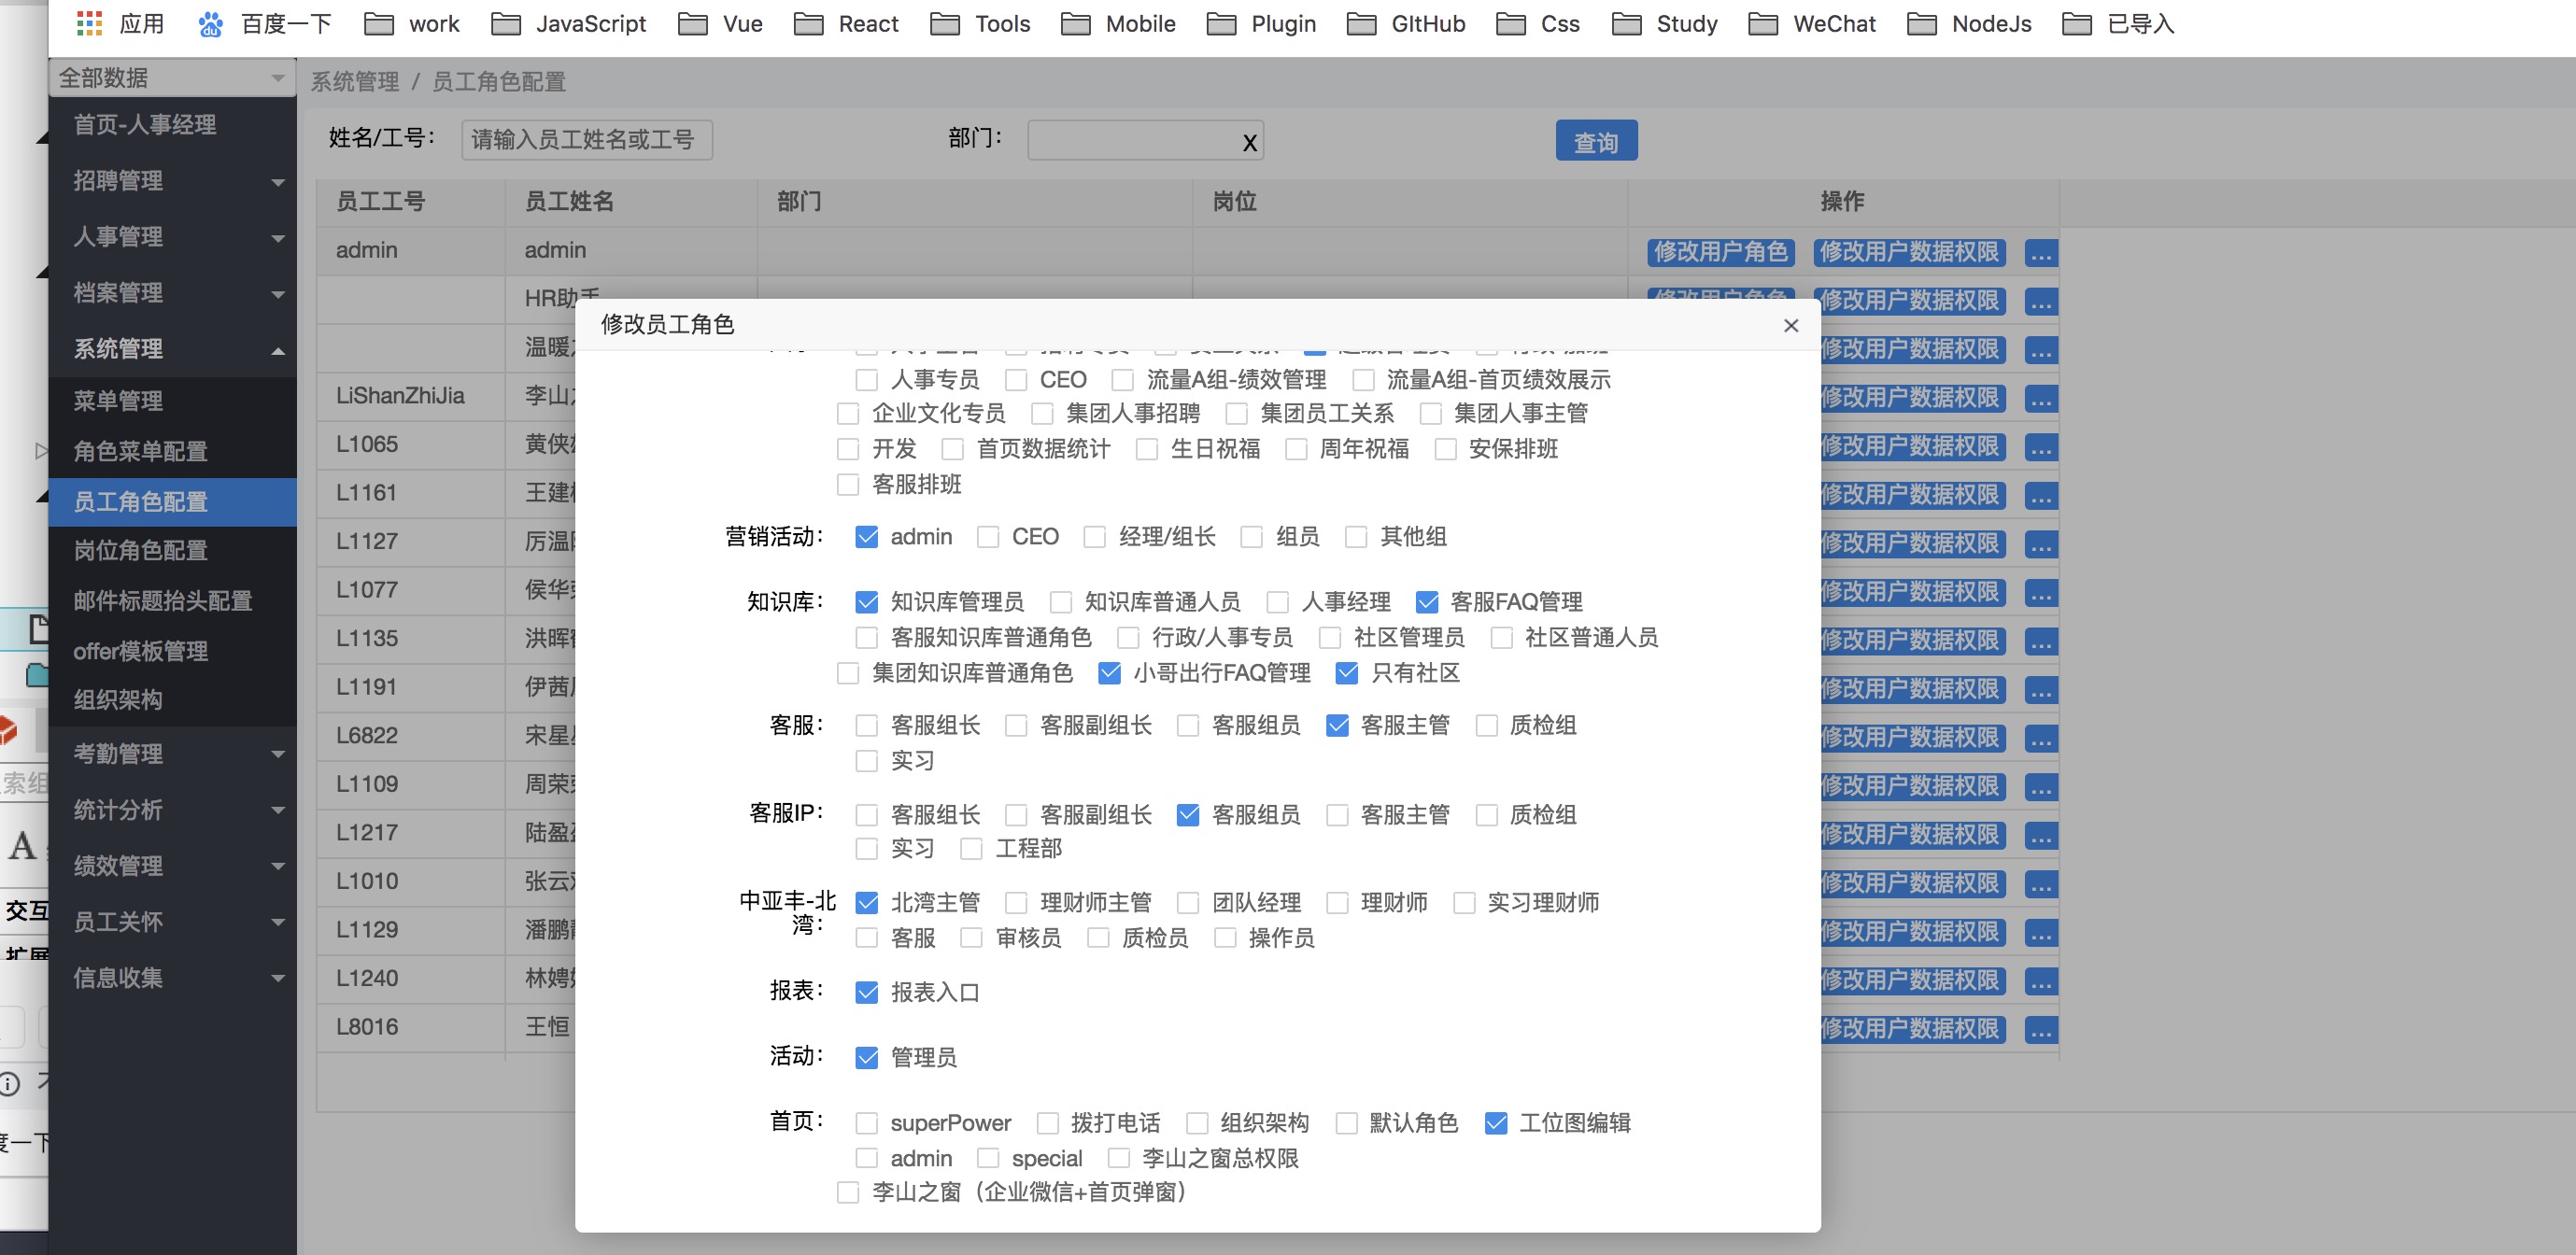 应用 百度一下 work JavaScript Vue React Tools Mobile Plugin GItHub Css Study WeChat NodeJs 已导入
全部数据
系统管理 / 员工角色配置
首页-人事经理
招聘管理
人事管理
档案管理
系统管理
菜单管理
角色菜单配置
员工角色配置
岗位角色配置
邮件标题抬头配置
offer模板管理
组织架构
考勤管理
统计分析
绩效管理
员工关怀
信息收集
索组
A
交互
扩展
度一下
姓名/工号： 请输入员工姓名或工号 部门： X 查询
员工工号 员工姓名 部门 岗位 操作
admin admin 修改用户角色 修改用户数据权限 ...
HR助手 修改用户角色 修改用户数据权限 ...
温暖 修改用户数据权限 ...
LiShanZhiJia 李山 修改用户数据权限 ...
L1065 黄侠 修改用户数据权限 ...
L1161 王建 修改用户数据权限 ...
L1127 厉温 修改用户数据权限 ...
L1077 侯华 修改用户数据权限 ...
L1135 洪晖 修改用户数据权限 ...
L1191 伊茜 修改用户数据权限 ...
L6822 宋星 修改用户数据权限 ...
L1109 周荣 修改用户数据权限 ...
L1217 陆盈 修改用户数据权限 ...
L1010 张云 修改用户数据权限 ...
L1129 潘鹏 修改用户数据权限 ...
L1240 林娉 修改用户数据权限 ...
L8016 王恒 修改用户数据权限 ...
修改员工角色 ×
人事专员 CEO 流量A组-绩效管理 流量A组-首页绩效展示
企业文化专员 集团人事招聘 集团员工关系 集团人事主管
开发 首页数据统计 生日祝福 周年祝福 安保排班
客服排班
营销活动： admin CEO 经理/组长 组员 其他组
知识库： 知识库管理员 知识库普通人员 人事经理 客服FAQ管理
客服知识库普通角色 行政/人事专员 社区管理员 社区普通人员
集团知识库普通角色 小哥出行FAQ管理 只有社区
客服： 客服组长 客服副组长 客服组员 客服主管 质检组
实习
客服IP： 客服组长 客服副组长 客服组员 客服主管 质检组
实习 工程部
中亚丰-北湾： 北湾主管 理财师主管 团队经理 理财师 实习理财师
客服 审核员 质检员 操作员
报表： 报表入口
活动： 管理员
首页： superPower 拨打电话 组织架构 默认角色 工位图编辑
admin special 李山之窗总权限
李山之窗（企业微信+首页弹窗）